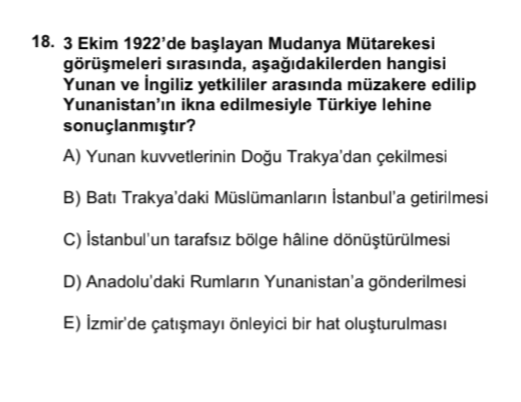 18. 3 Ekim 1922’de başlayan Mudanya Mütarekesi
görüşmeleri sırasında, aşağıdakilerden hangisi
Yunan ve İngiliz yetkililer arasında müzakere edilip
Yunanistan’ın ikna edilmesiyle Türkiye lehine
sonuçlanmıştır?
A) Yunan kuvvetlerinin Doğu Trakya’dan çekilmesi
B) Batı Trakya’daki Müslümanların İstanbul’a getirilmesi
C) İstanbul’un tarafsız bölge hâline dönüştürülmesi
D) Anadolu’daki Rumların Yunanistan’a gönderilmesi
E) İzmir’de çatışmayı önleyici bir hat oluşturulması